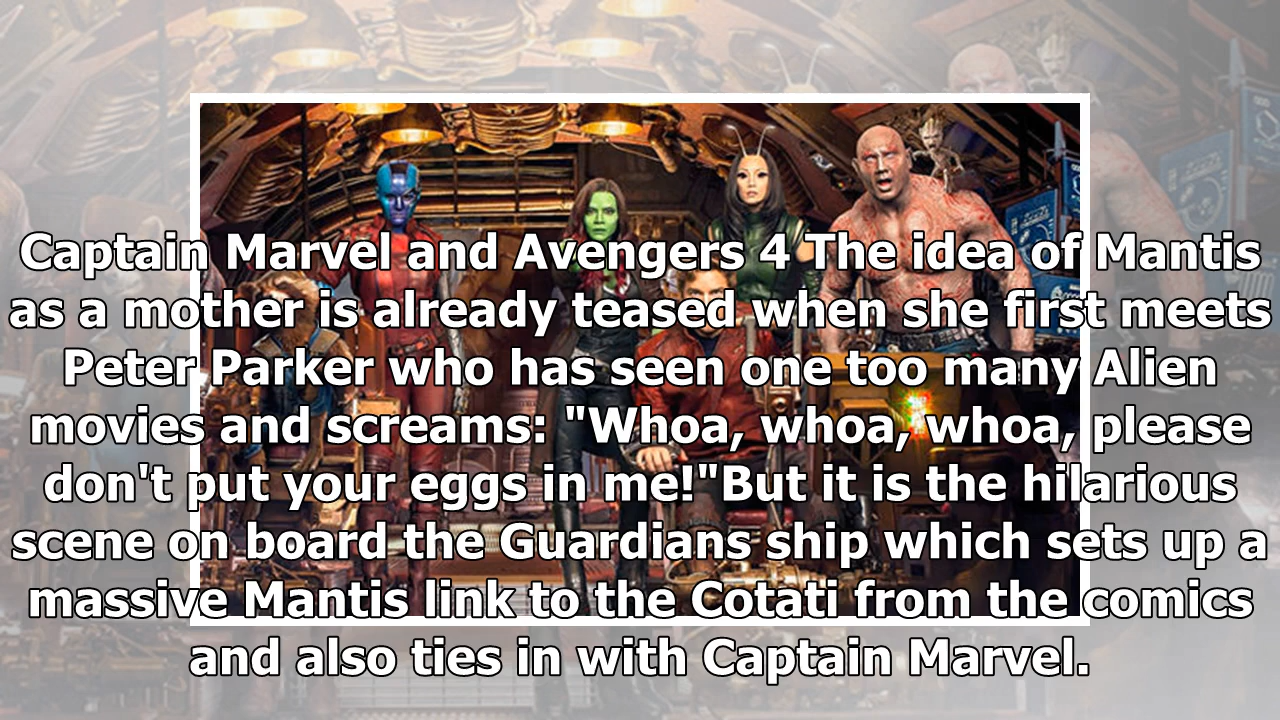 Captain Marvel and Avengers 4 The idea of Mantis
as a mother is already teased when she first meets
Peter Parker who has seen one too many Alien
movies and screams: "Whoa, whoa, whoa, please
don't put your eggs in me!"But it is the hilarious
scene on board the Guardians ship which sets up a
massive Mantis link to the Cotati from the comics
and also ties in with Captain Marvel.